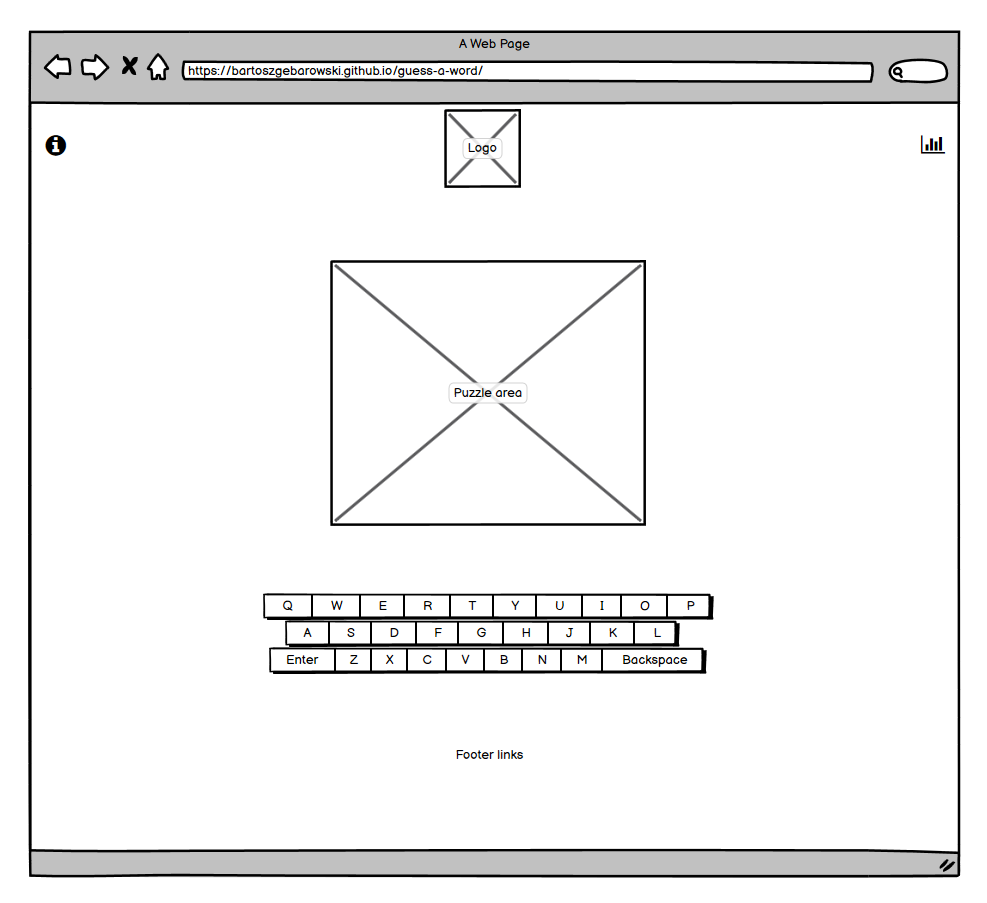 A Web Page
https://bartoszgebarowski.github.io/guess-a-word/
Logo
Puzzle area
Q W E R T Y U I O P
A S D F G H J K L
Enter Z X C V B N M Backspace
Footer links